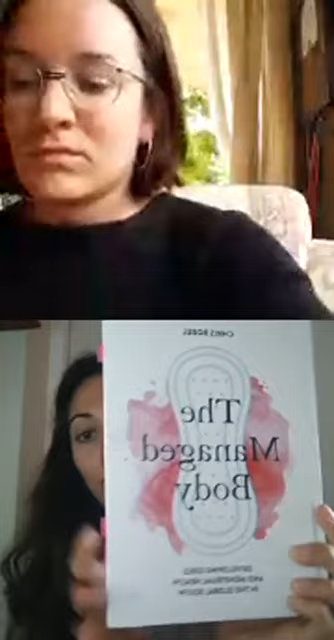 CHRIS BOBEL
The
Managed
Body
DEVELOPING GIRLS
AND MENSTRUAL HEALTH
IN THE GLOBAL SOUTH